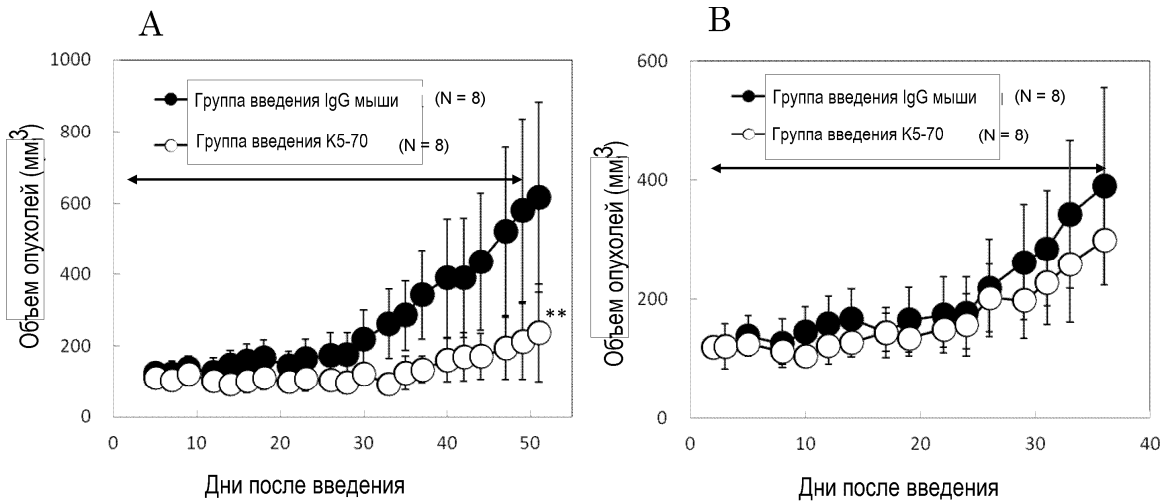 A
Объем опухолей (мм3)
1000
800
600
400
200
0
Группа введения IgG мыши (N = 8)
Группа введения K5-70 (N = 8)
**
0 10 20 30 40 50
Дни после введения
B
Объем опухолей (мм3)
600
400
200
0
Группа введения IgG мыши (N = 8)
Группа введения K5-70 (N = 8)
0 10 20 30 40
Дни после введения